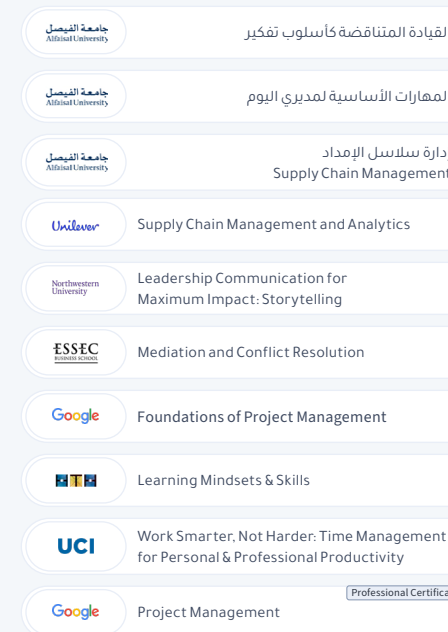 جامعة الفيصل
Alfaisal University
القيادة المتناقضة كأسلوب تفكير
جامعة الفيصل
Alfaisal University
المهارات الأساسية لمديري اليوم
جامعة الفيصل
Alfaisal University
إدارة سلاسل الإمداد
Supply Chain Management
Unilever
Supply Chain Management and Analytics
Northwestern
University
Leadership Communication for
Maximum Impact: Storytelling
ESSEC
BUSINESS SCHOOL
Mediation and Conflict Resolution
Google
Foundations of Project Management
HTH
Learning Mindsets & Skills
UCI
Work Smarter, Not Harder: Time Management
for Personal & Professional Productivity
Professional Certifica
Google
Project Management